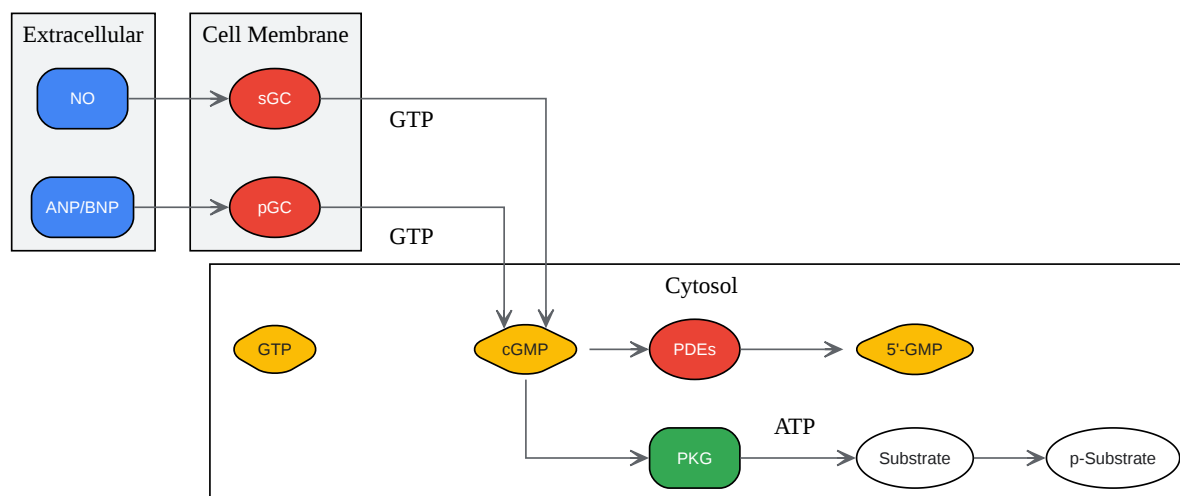 Extracellular
Cell Membrane
NO
sGC
GTP
ANP/BNP
pGC
GTP
Cytosol
GTP
cGMP
PDEs
5'-GMP
ATP
PKG
Substrate
p-Substrate